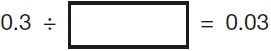 0.3 ÷ = 0.03